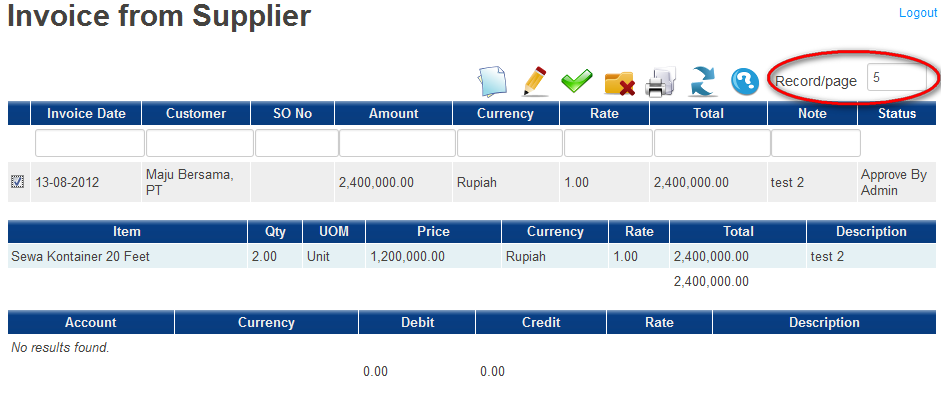 Invoice from Supplier
Logout
Record/page 5
Invoice Date Customer SO No Amount Currency Rate Total Note Status
13-08-2012 Maju Bersama, PT 2,400,000.00 Rupiah 1.00 2,400,000.00 test 2 Approve By Admin
Item Qty UOM Price Currency Rate Total Description
Sewa Kontainer 20 Feet 2.00 Unit 1,200,000.00 Rupiah 1.00 2,400,000.00 test 2
2,400,000.00
Account Currency Debit Credit Rate Description
No results found.
0.00 0.00